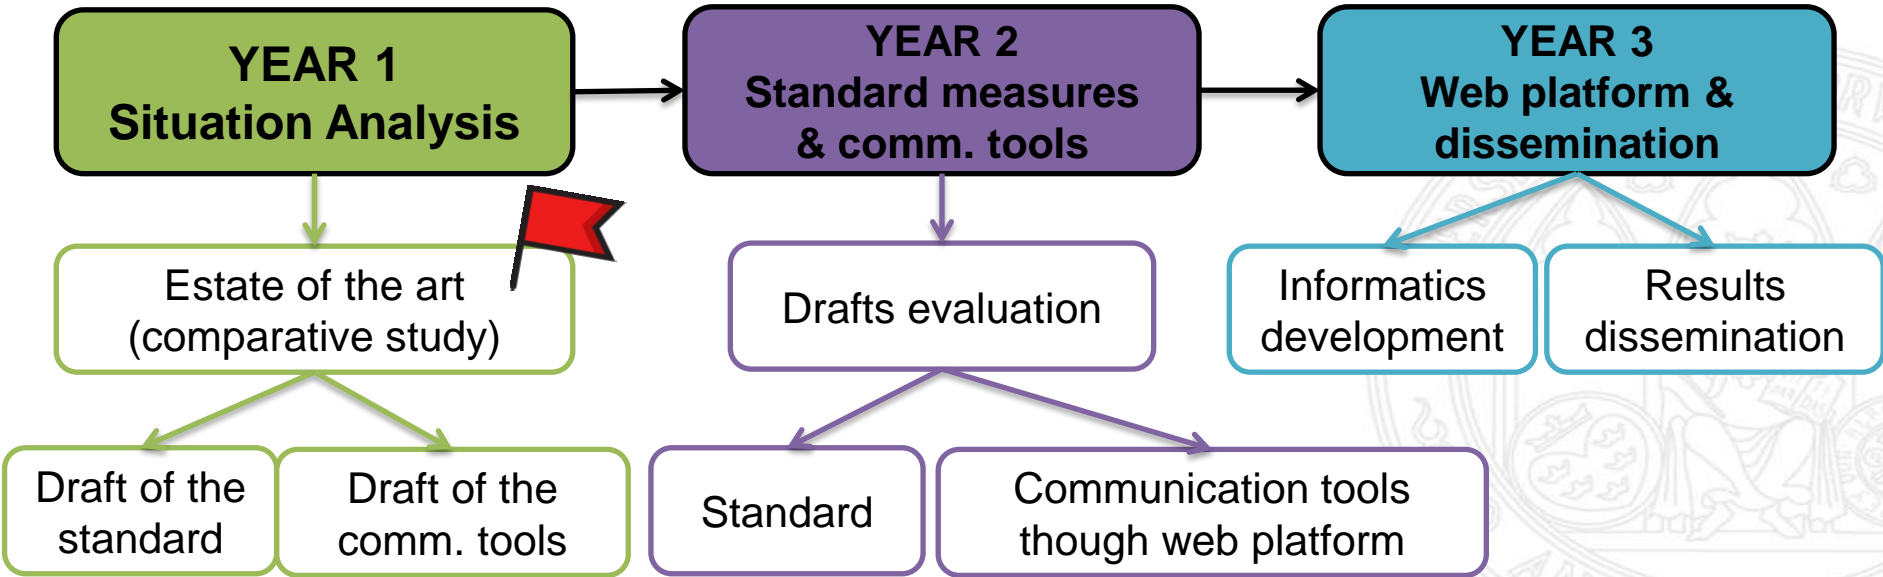 YEAR 1
Situation Analysis
YEAR 2
Standard measures
& comm. tools
YEAR 3
Web platform &
dissemination
Estate of the art
(comparative study)
Drafts evaluation
Informatics
development
Results
dissemination
Draft of the
standard
Draft of the
comm. tools
Standard
Communication tools
though web platform